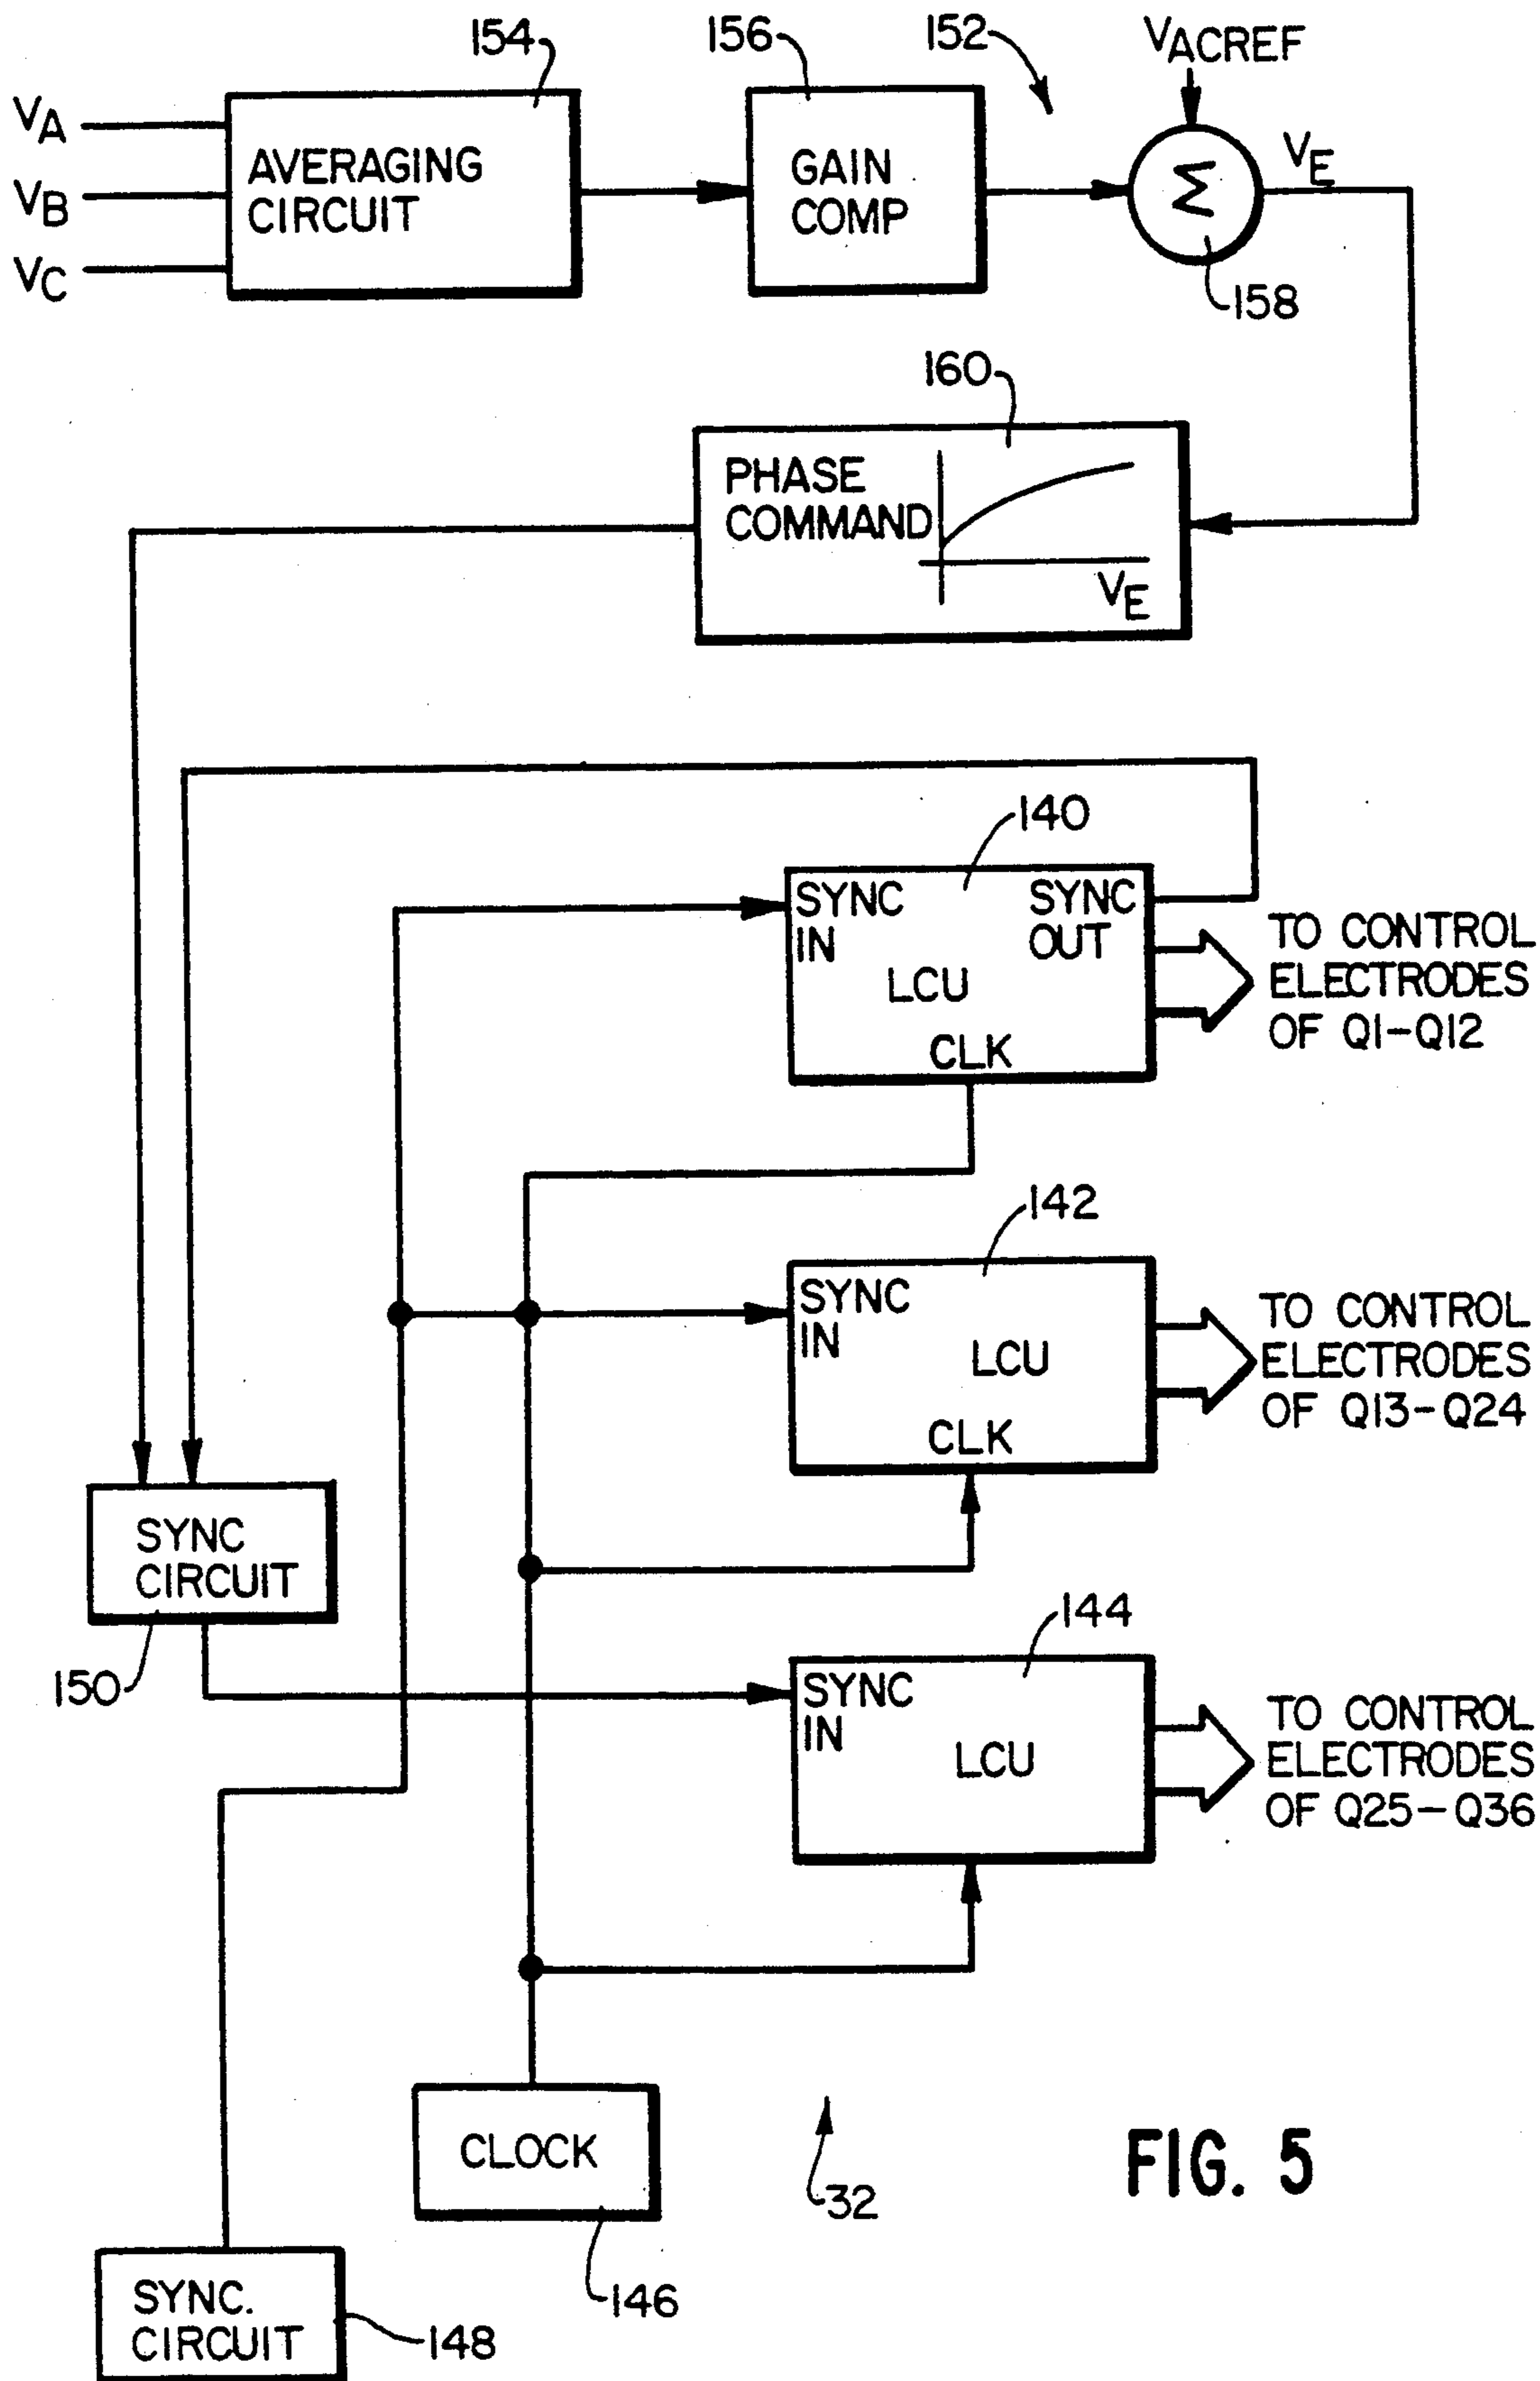 154
156
152
VACREF
VA
VB
VC
AVERAGING
CIRCUIT
GAIN
COMP
Σ
VE
158
160
PHASE
COMMAND
VE
140
SYNC
IN
SYNC
OUT
LCU
CLK
TO CONTROL
ELECTRODES
OF Q1-Q12
142
SYNC
IN
LCU
CLK
TO CONTROL
ELECTRODES
OF Q13-Q24
SYNC
CIRCUIT
150
144
SYNC
IN
LCU
TO CONTROL
ELECTRODES
OF Q25-Q36
CLOCK
146
32
FIG. 5
SYNC.
CIRCUIT
148